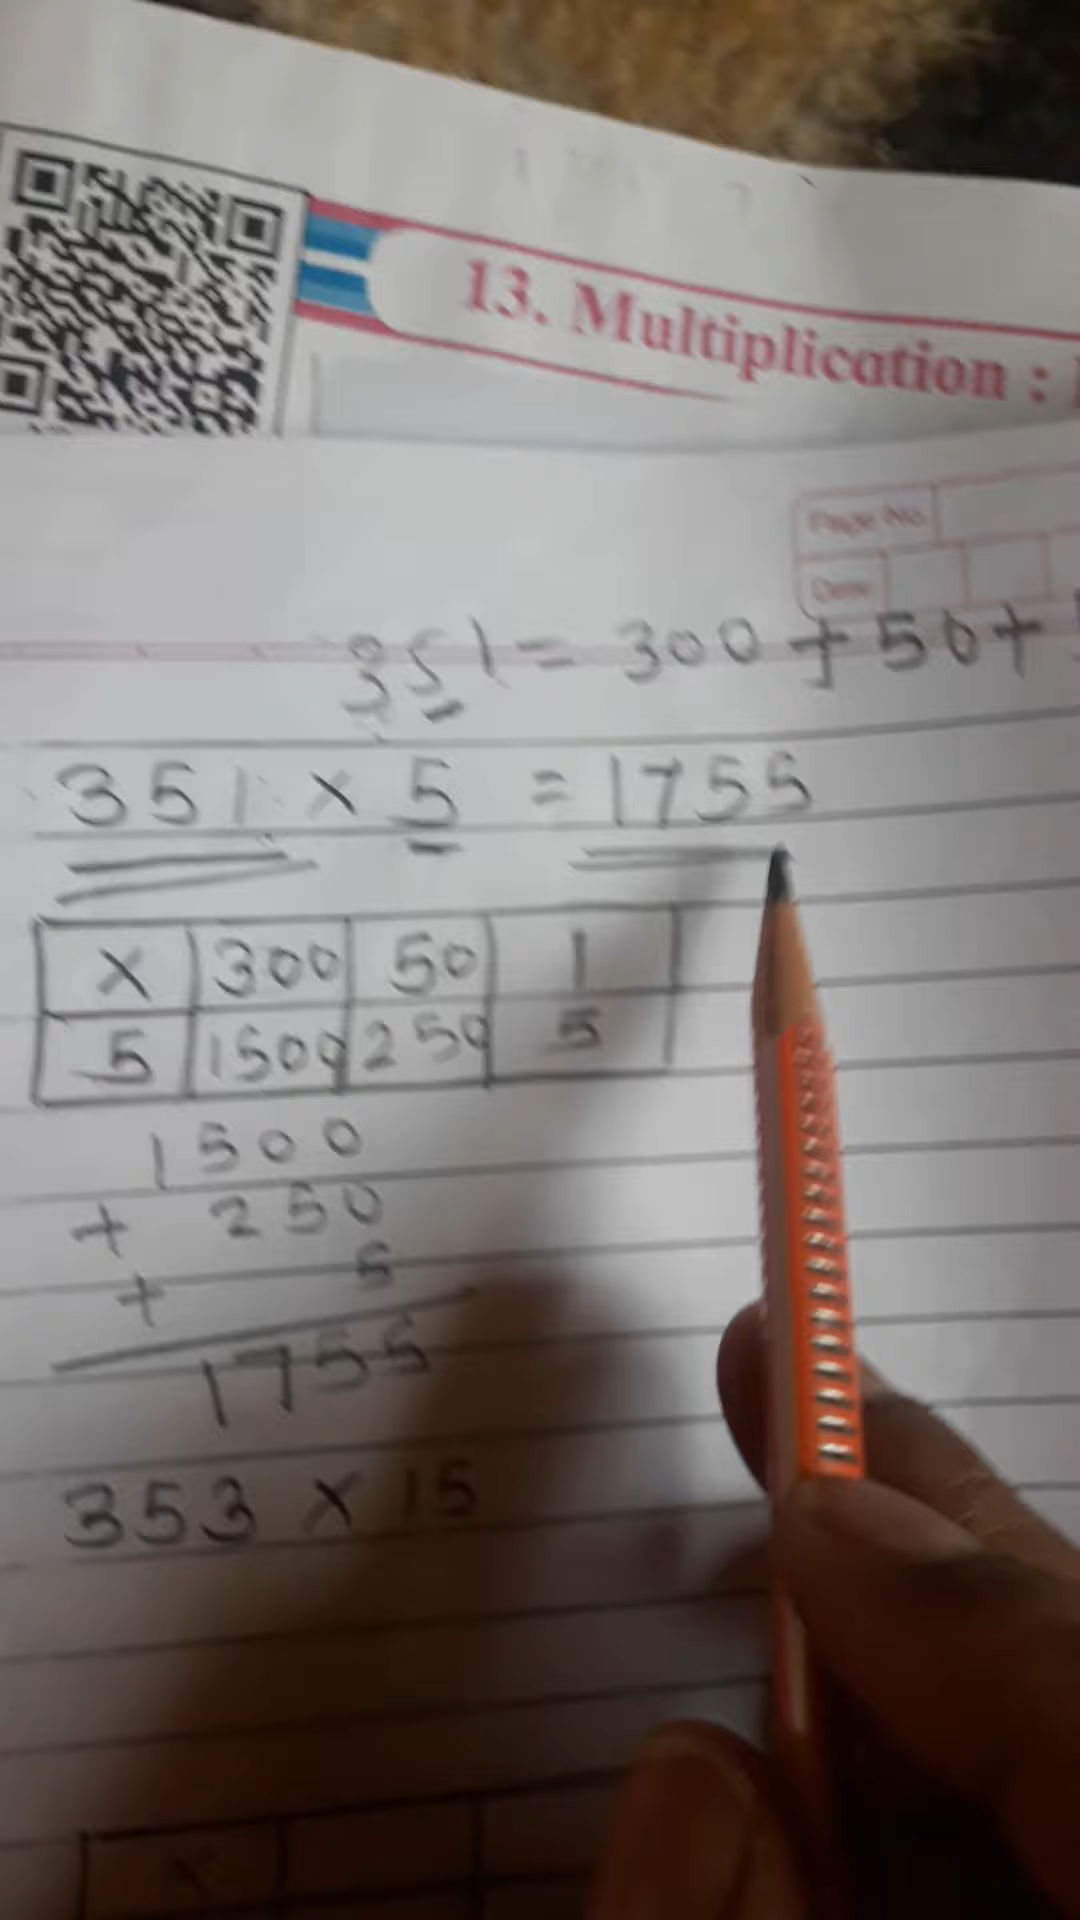 13. Multiplication :
Page No.
Date
351 = 300 + 50 +
351 × 5 = 1755
× 300 50 1
5 1500 250 5
1500
+ 250
+ 5
1755
353 × 15
×